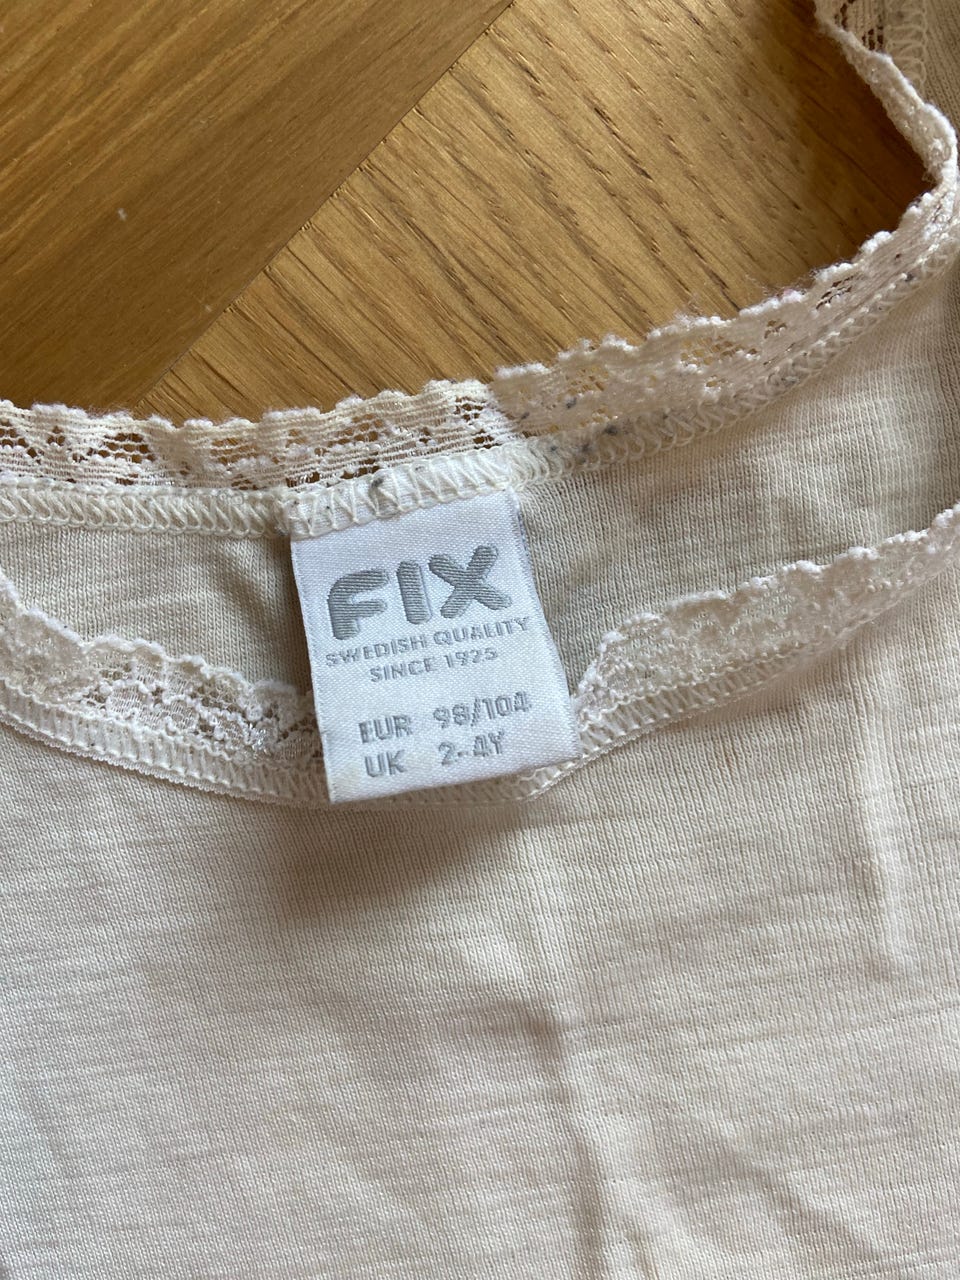 FIX
SWEDISH QUALITY
SINCE 1925
EUR 98/104
UK 2-4Y